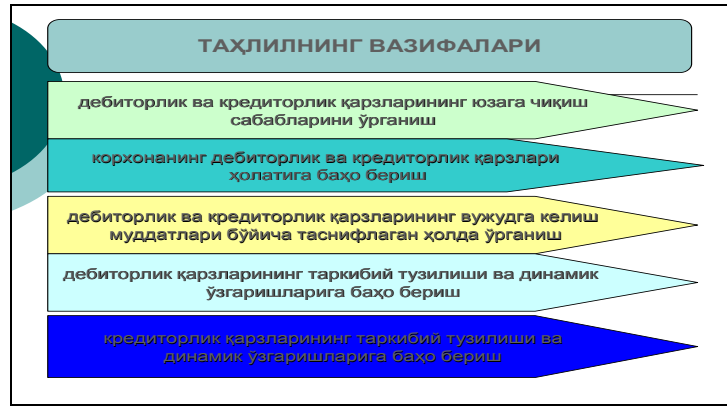 ТАҲЛИЛНИНГ ВАЗИФАЛАРИ
дебиторлик ва кредиторлик қарзларининг юзага чиқиш
сабабларини ўрганиш
корхонанинг дебиторлик ва кредиторлик қарзлари
ҳолатига баҳо бериш
дебиторлик ва кредиторлик қарзларининг вужудга келиш
муддатлари бўйича таснифлаган ҳолда ўрганиш
дебиторлик қарзларининг таркибий тузилиши ва динамик
ўзгаришларига баҳо бериш
кредиторлик қарзларининг таркибий тузилиши ва
динамик ўзгаришларига баҳо бериш